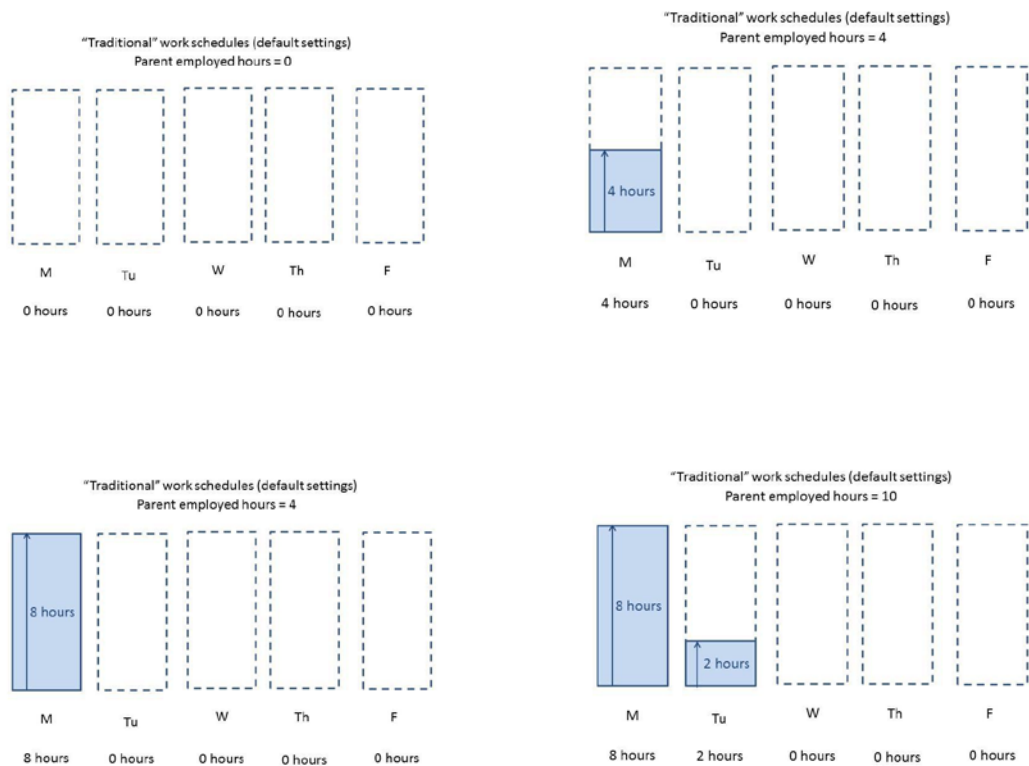 “Traditional” work schedules (default settings)
Parent employed hours = 0
M Tu W Th F
0 hours 0 hours 0 hours 0 hours 0 hours
“Traditional” work schedules (default settings)
Parent employed hours = 4
4 hours
M Tu W Th F
4 hours 0 hours 0 hours 0 hours 0 hours
“Traditional” work schedules (default settings)
Parent employed hours = 4
8 hours
M Tu W Th F
8 hours 0 hours 0 hours 0 hours 0 hours
“Traditional” work schedules (default settings)
Parent employed hours = 10
8 hours
2 hours
M Tu W Th F
8 hours 2 hours 0 hours 0 hours 0 hours